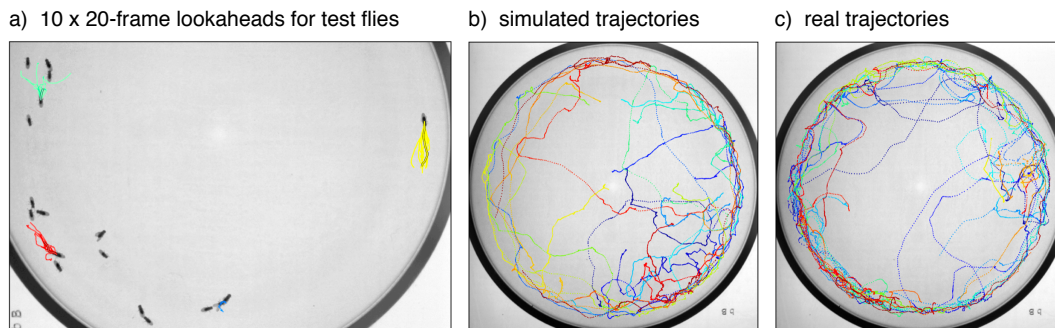 a) 10 x 20-frame lookaheads for test flies
b) simulated trajectories
c) real trajectories